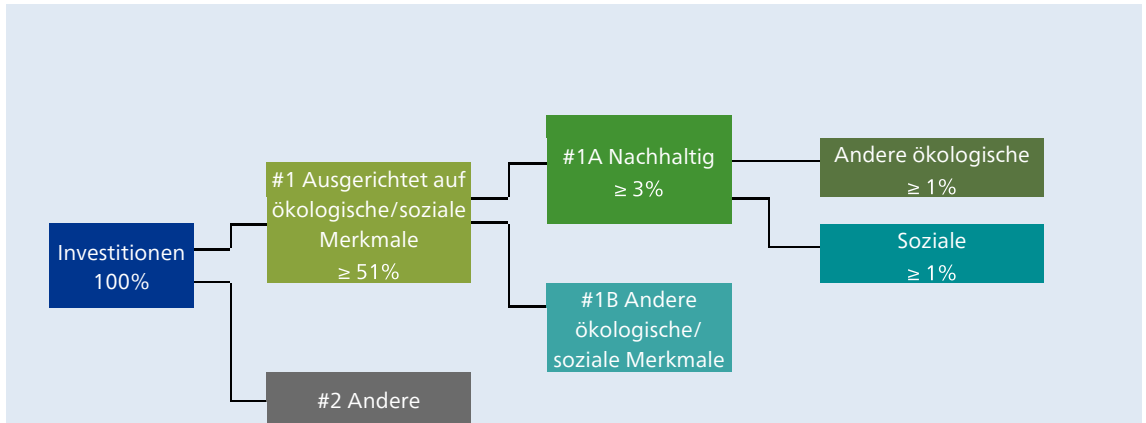 Investitionen
100%
#1 Ausgerichtet auf
ökologische/soziale
Merkmale
≥ 51%
#2 Andere
#1A Nachhaltig
≥ 3%
#1B Andere
ökologische/
soziale Merkmale
Andere ökologische
≥ 1%
Soziale
≥ 1%